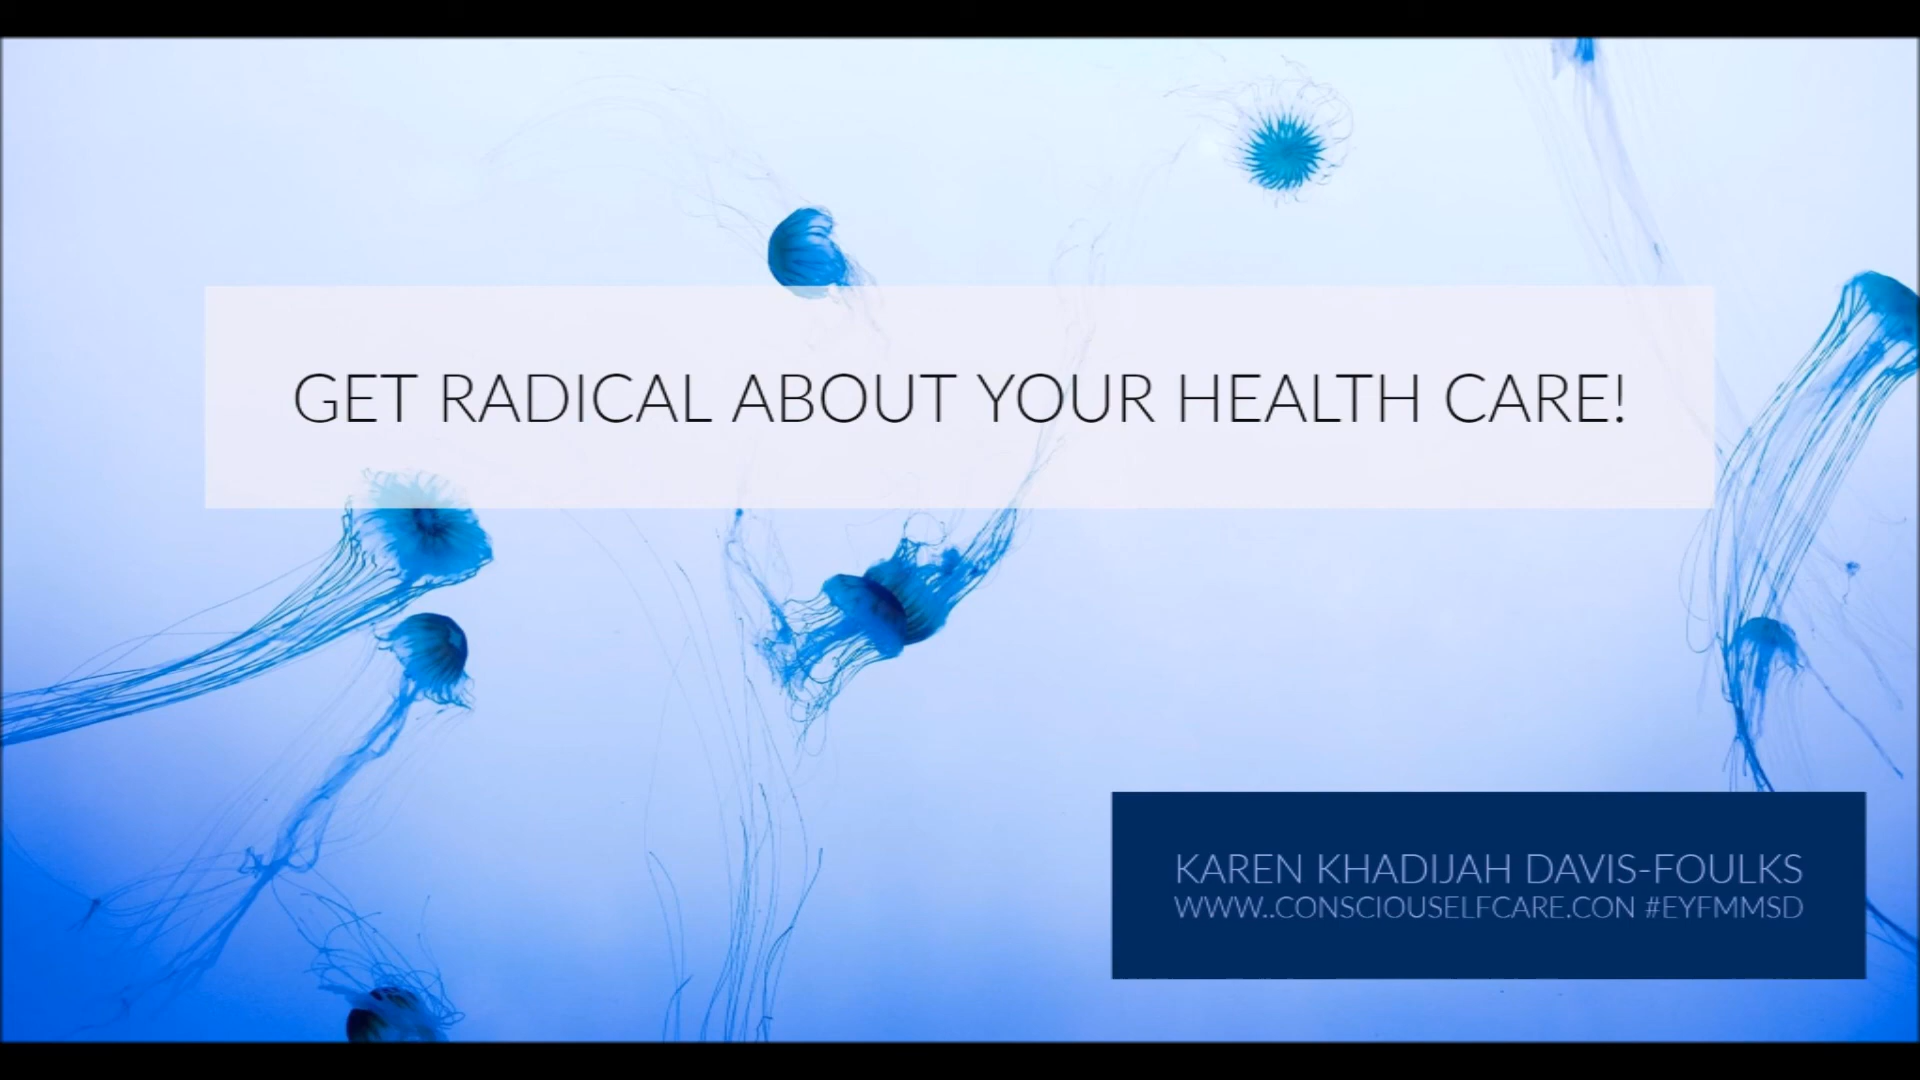 GET RADICAL ABOUT YOUR HEALTH CARE!
KAREN KHADIJAH DAVIS-FOULKS
WWW..CONSCIOUSELFCARE.CON #EYFMMSD